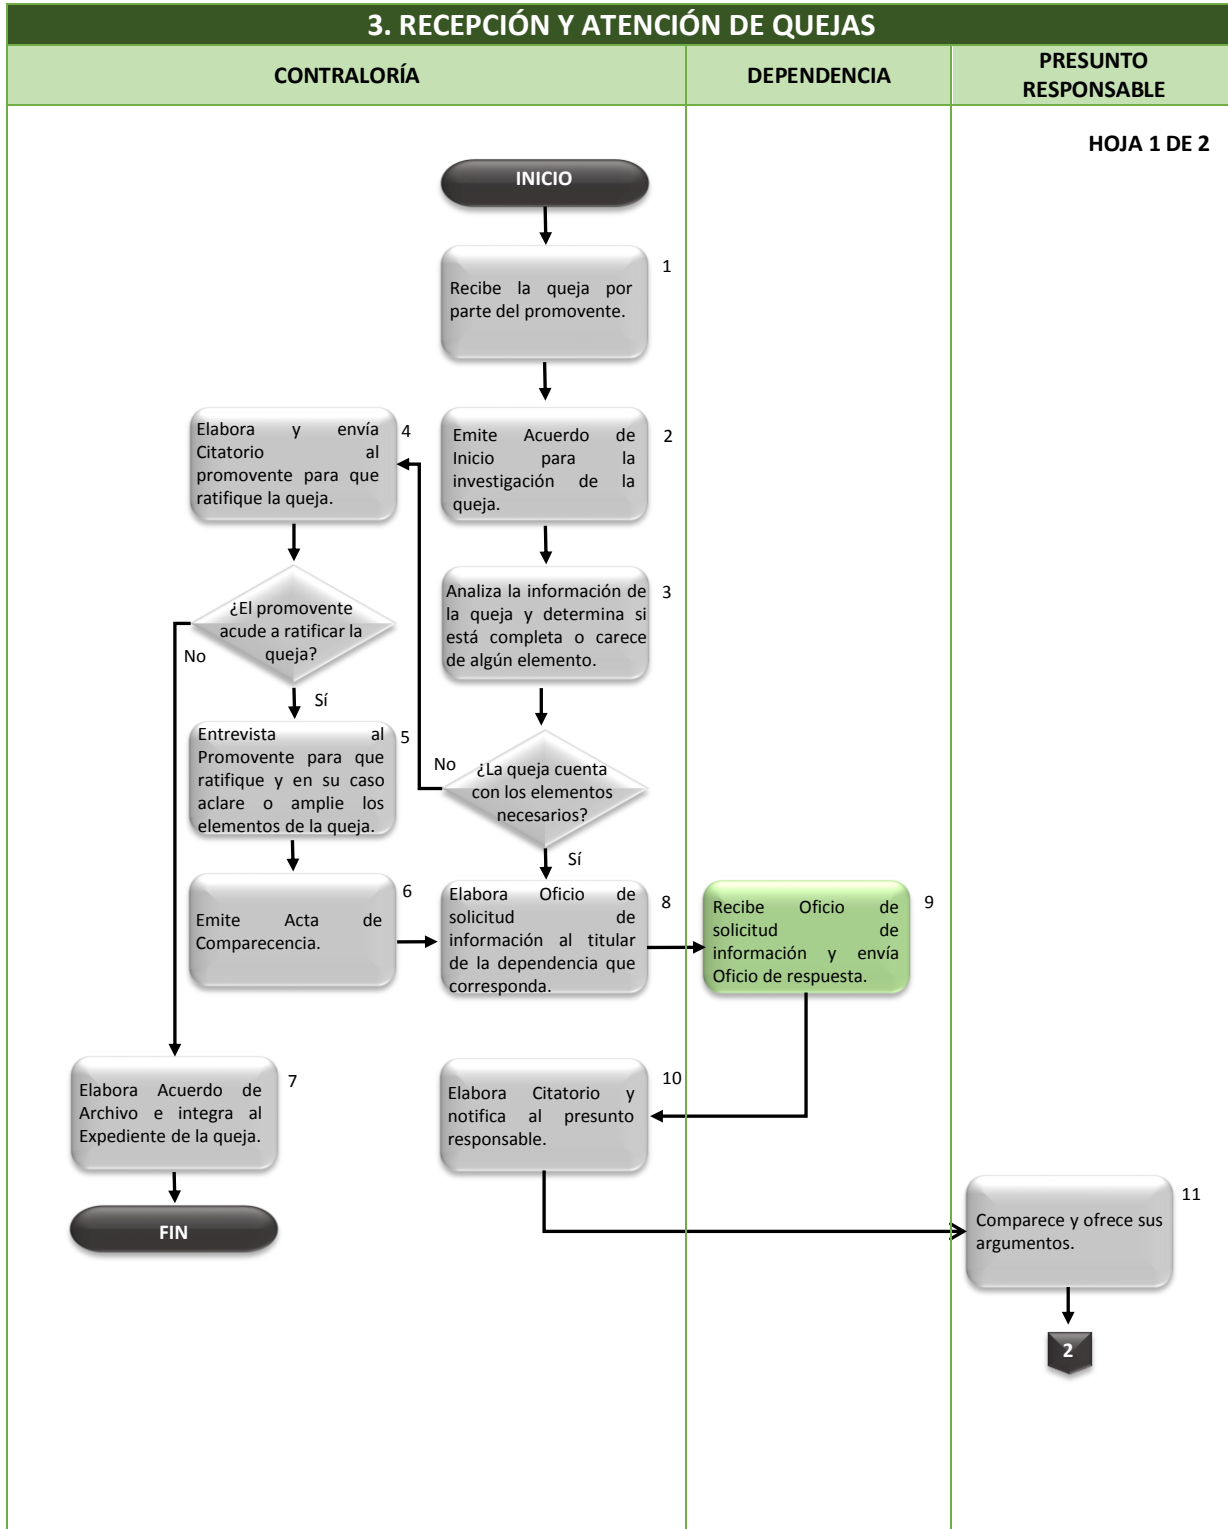 3. RECEPCIÓN Y ATENCIÓN DE QUEJAS
CONTRALORÍA
DEPENDENCIA
PRESUNTO
RESPONSABLE
HOJA 1 DE 2
INICIO
1
Recibe la queja por
parte del promovente.
2
Emite Acuerdo de
Inicio para la
investigación de la
queja.
3
Analiza la información de
la queja y determina si
está completa o carece
de algún elemento.
¿La queja cuenta
con los elementos
necesarios?
No
Sí
4
Elabora y envía
Citatorio al
promovente para que
ratifique la queja.
¿El promovente
acude a ratificar la
queja?
No
Sí
5
Entrevista al
Promovente para que
ratifique y en su caso
aclare o amplie los
elementos de la queja.
6
Emite Acta de
Comparecencia.
8
Elabora Oficio de
solicitud de
información al titular
de la dependencia que
corresponda.
9
Recibe Oficio de
solicitud de
información y envía
Oficio de respuesta.
7
Elabora Acuerdo de
Archivo e integra al
Expediente de la queja.
FIN
10
Elabora Citatorio y
notifica al presunto
responsable.
11
Comparece y ofrece sus
argumentos.
2